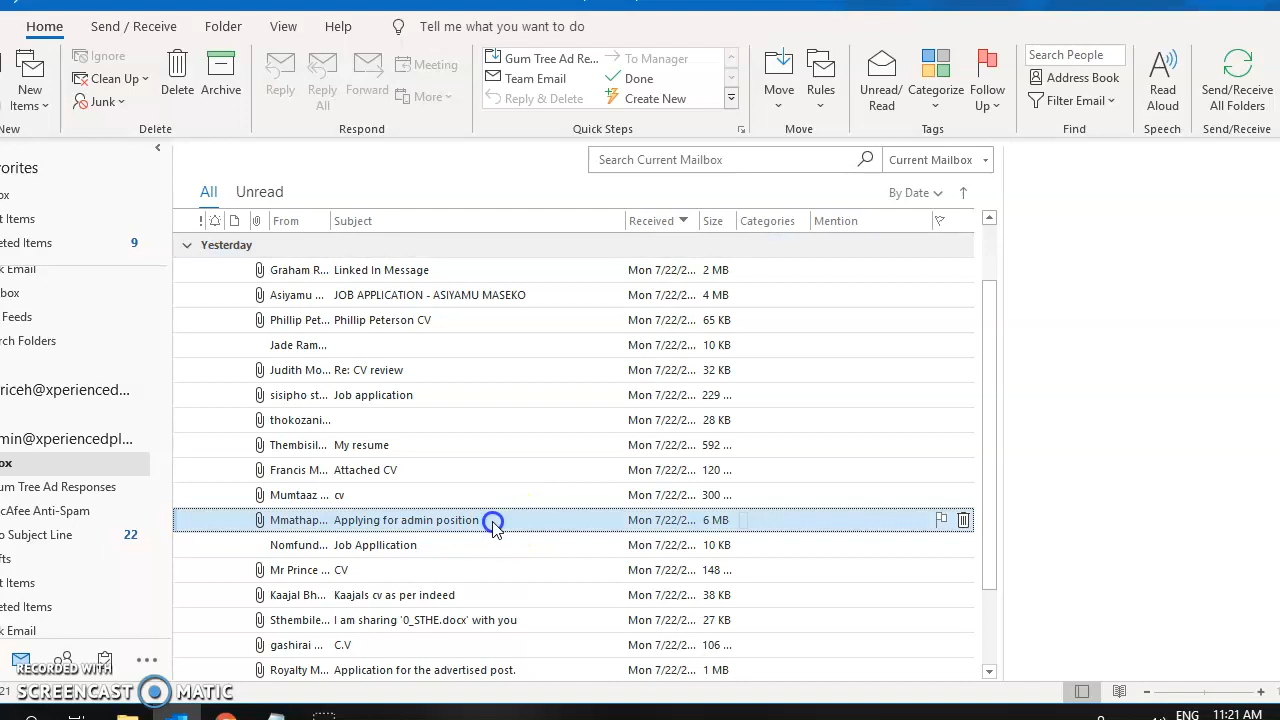 Home Send / Receive Folder View Help Tell me what you want to do
New Items
Ignore
Clean Up
Junk
Delete
Archive
Reply
Reply All
Forward
Meeting
More
Gum Tree Ad Re...
Team Email
Reply & Delete
To Manager
Done
Create New
Move
Rules
Unread/ Read
Categorize
Follow Up
Search People
Address Book
Filter Email
Read Aloud
Send/Receive All Folders
Delete Respond Quick Steps Move Tags Find Speech Send/Receive
Search Current Mailbox Current Mailbox
All Unread By Date
! From Subject Received Size Categories Mention
Yesterday
Graham R... Linked In Message Mon 7/22/2... 2 MB
Asiyamu ... JOB APPLICATION - ASIYAMU MASEKO Mon 7/22/2... 4 MB
Phillip Pet... Phillip Peterson CV Mon 7/22/2... 65 KB
Jade Ram... Mon 7/22/2... 10 KB
Judith Mo... Re: CV review Mon 7/22/2... 32 KB
sisipho st... Job application Mon 7/22/2... 229 ...
thokozani... Mon 7/22/2... 28 KB
Thembisil... My resume Mon 7/22/2... 592 ...
Francis M... Attached CV Mon 7/22/2... 120 ...
Mumtaaz ... cv Mon 7/22/2... 300 ...
Mmathap... Applying for admin position Mon 7/22/2... 6 MB
Nomfund... Job Appllication Mon 7/22/2... 10 KB
Mr Prince ... CV Mon 7/22/2... 148 ...
Kaajal Bh... Kaajals cv as per indeed Mon 7/22/2... 38 KB
Sthembile... I am sharing '0_STHE.docx' with you Mon 7/22/2... 27 KB
gashirai ... C.V Mon 7/22/2... 106 ...
Royalty M... Application for the advertised post. Mon 7/22/2... 1 MB
avorites
ox
t Items
eted Items 9
k Email
box
Feeds
rch Folders
riceh@xperienced...
min@xperiencedpl...
ox
um Tree Ad Responses
cAfee Anti-Spam
o Subject Line 22
fts
t Items
eted Items
k Email
21
RECORDED WITH
SCREENCAST MATIC
ENG 11:21 AM